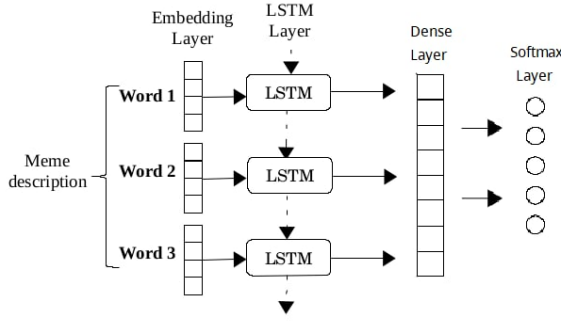 Embedding
Layer
LSTM
Layer
Dense
Layer
Softmax
Layer
Word 1
LSTM
Meme
description
Word 2
LSTM
Word 3
LSTM